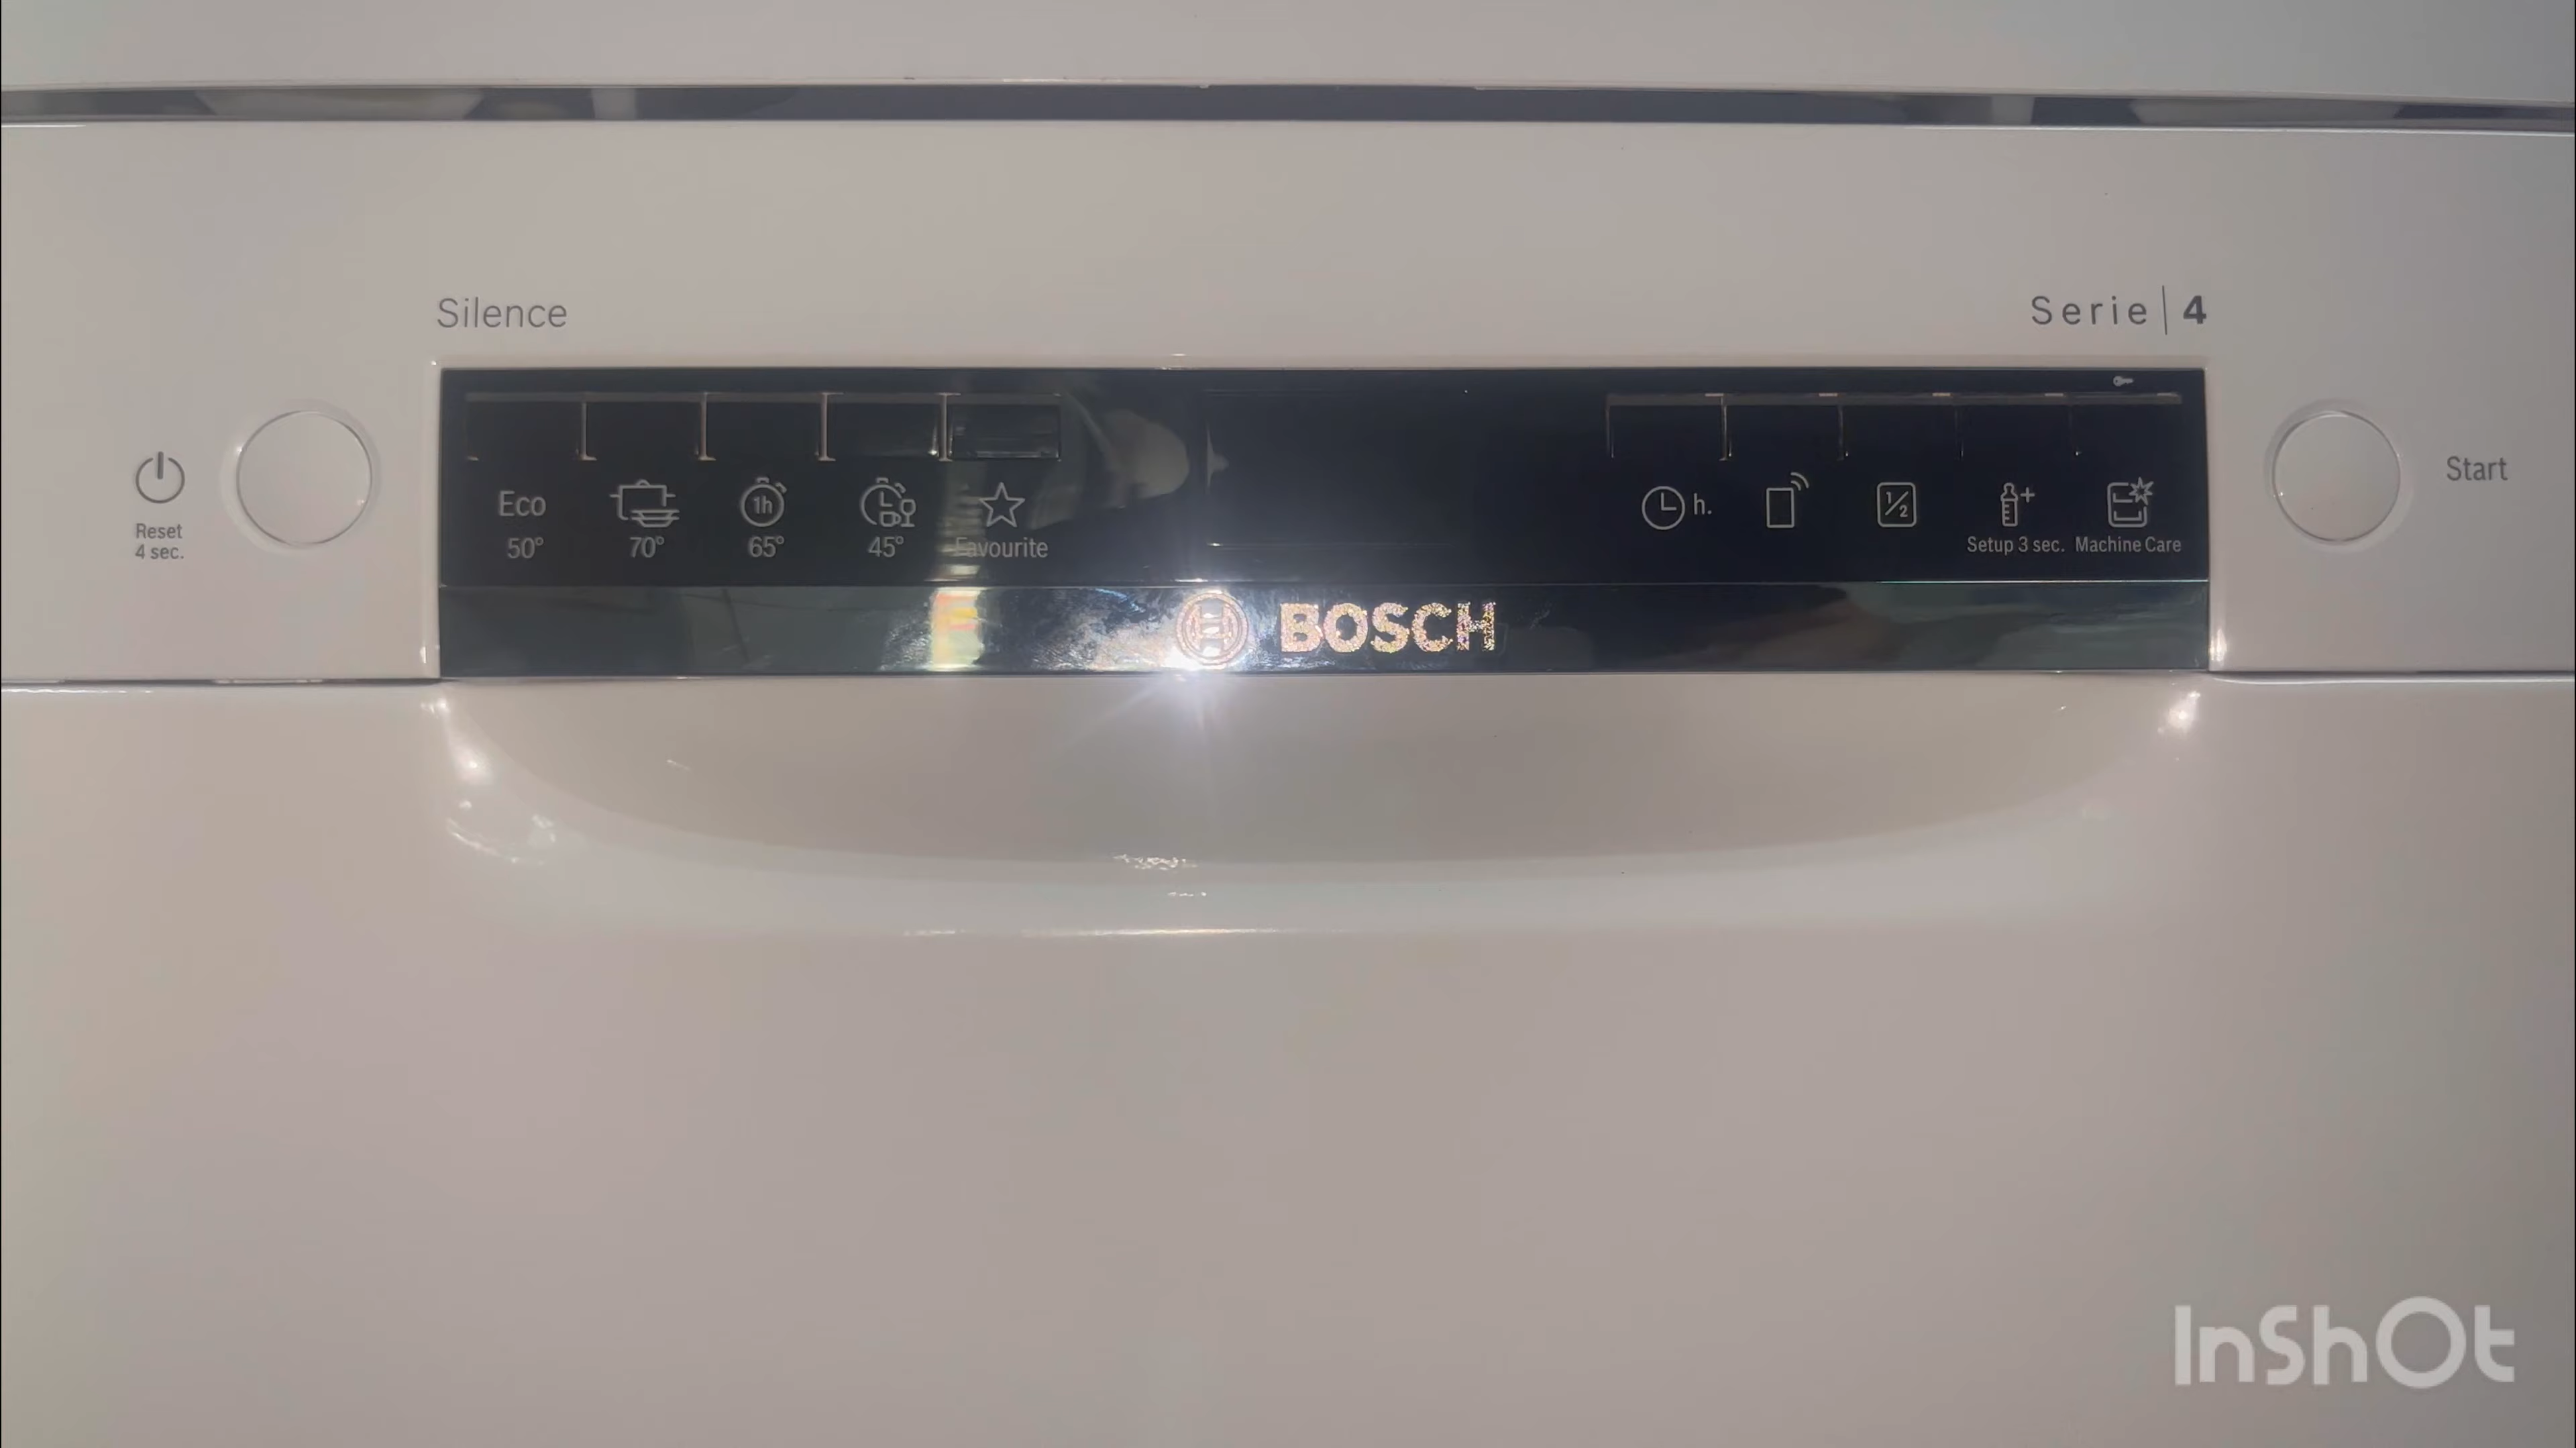 Silence
Serie | 4
Reset
4 sec.
Eco
50°
70°
1h
65°
45°
Favourite
h.
1/2
+
Setup 3 sec.
Machine Care
Start
BOSCH
InShOt